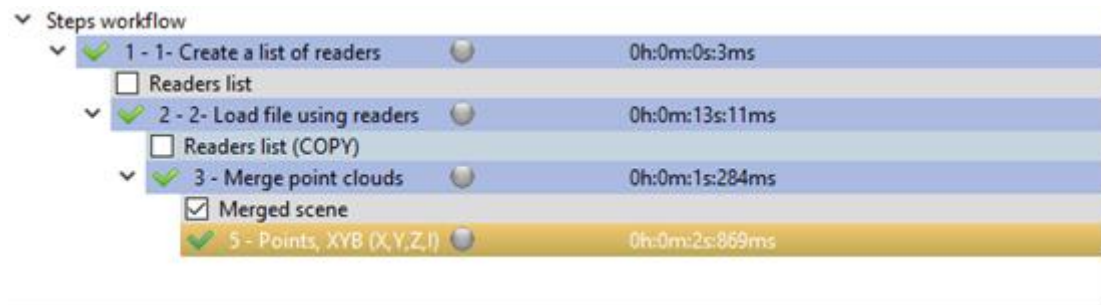 Steps workflow
1 - 1- Create a list of readers 0h:0m:0s:3ms
Readers list
2 - 2- Load file using readers 0h:0m:13s:11ms
Readers list (COPY)
3 - Merge point clouds 0h:0m:1s:284ms
Merged scene
5 - Points, XYB (X,Y,Z,I) 0h:0m:2s:869ms